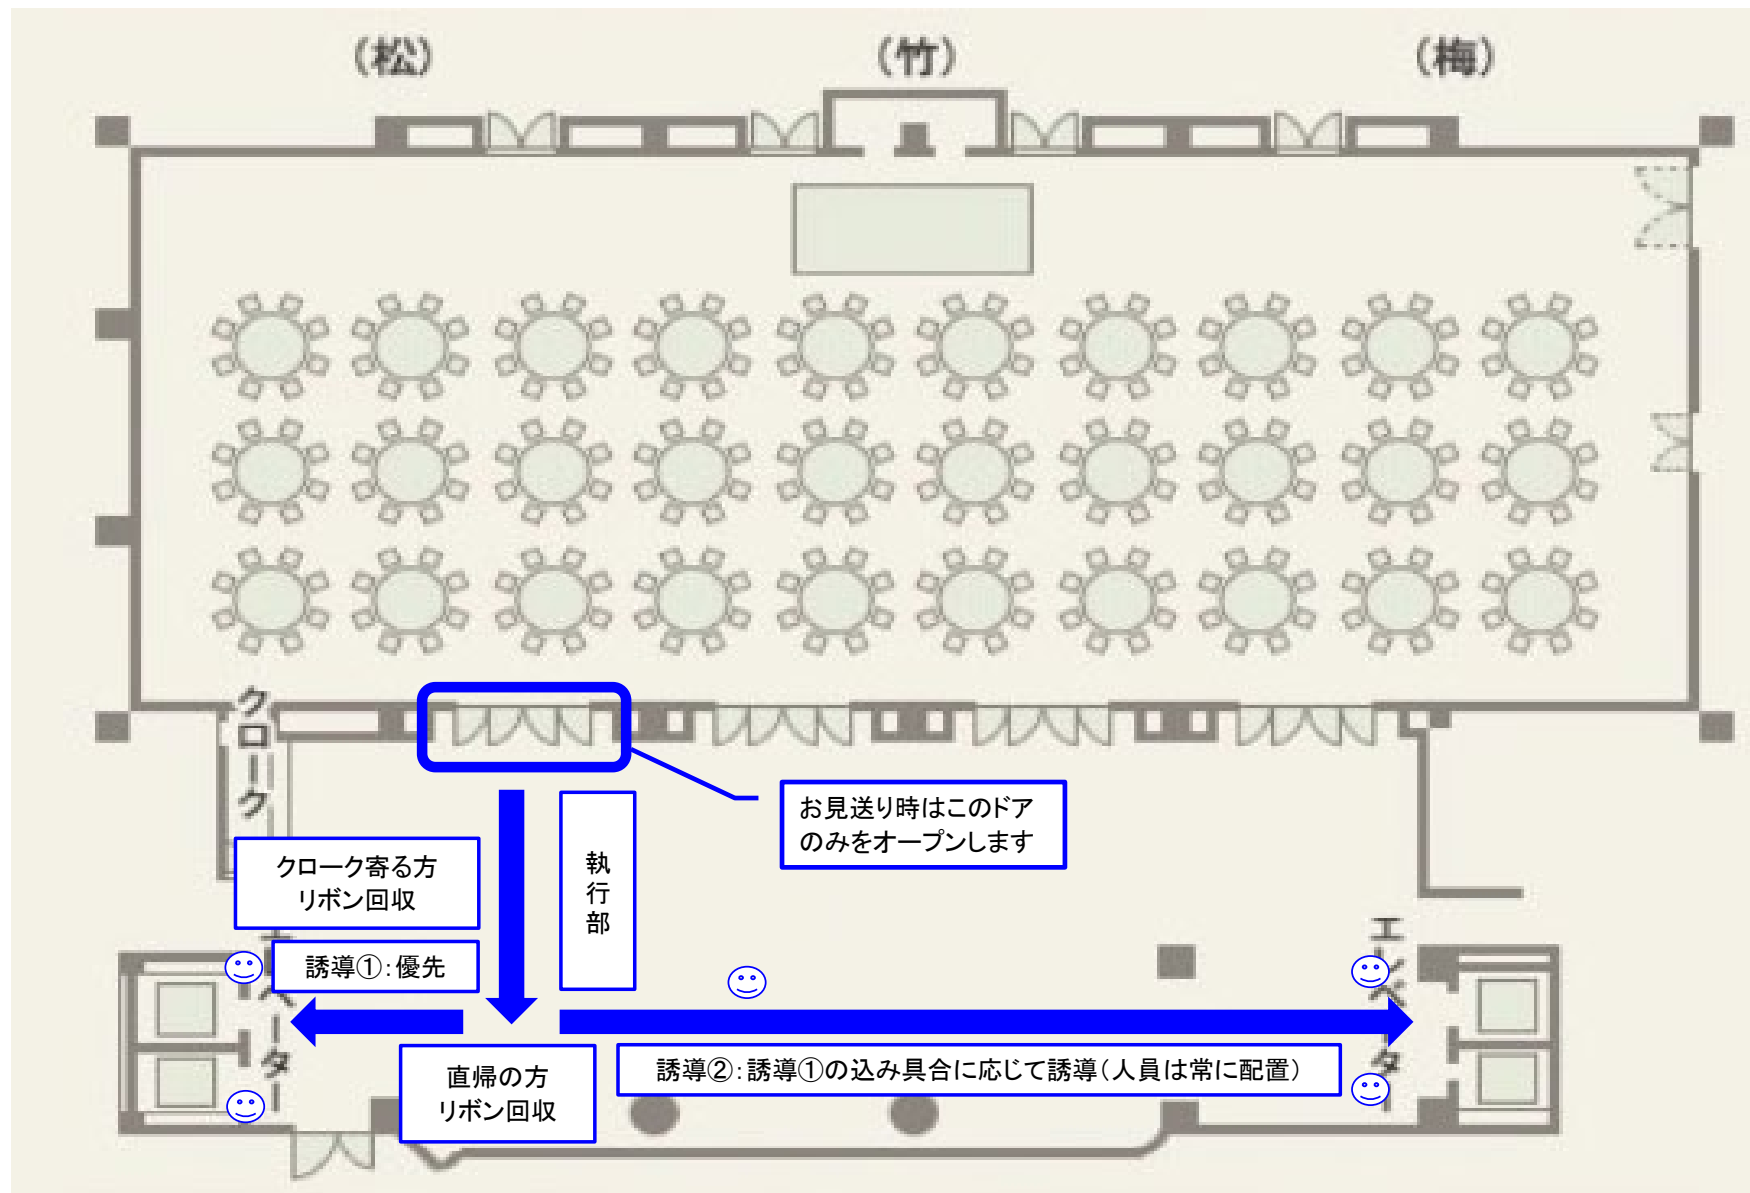 (松)
(竹)
(梅)
クローク
お見送り時はこのドア
のみをオープンします
執行部
クローク寄る方
リボン回収
誘導①:優先
エレベーター
エレベーター
誘導②:誘導①の込み具合に応じて誘導(人員は常に配置)
直帰の方
リボン回収